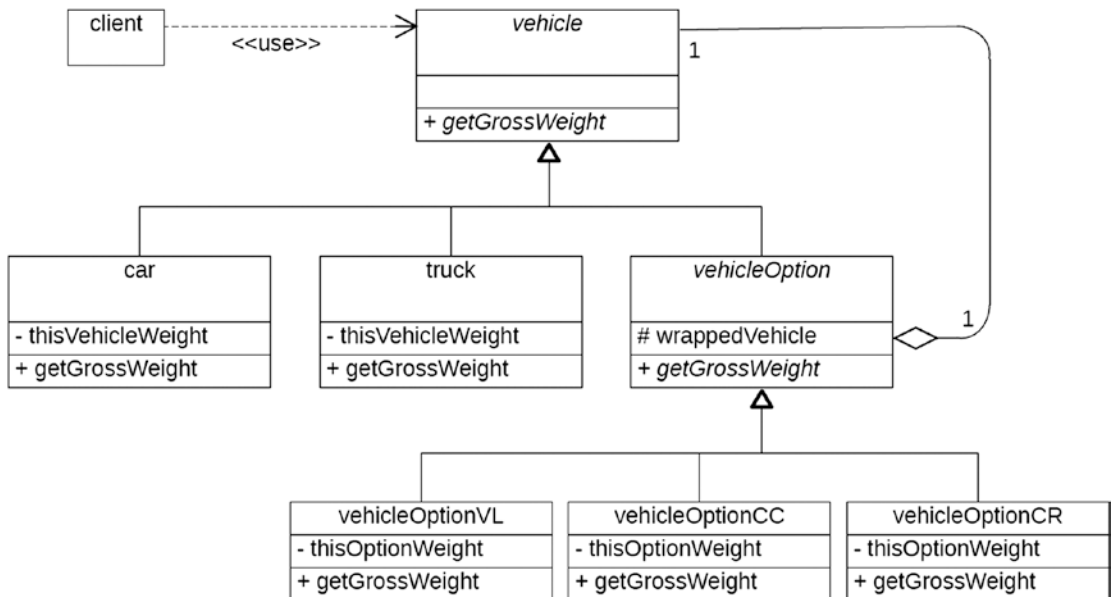 client
<<use>>
vehicle
1
+ getGrossWeight
car
- thisVehicleWeight
+ getGrossWeight
truck
- thisVehicleWeight
+ getGrossWeight
vehicleOption
# wrappedVehicle
+ getGrossWeight
1
vehicleOptionVL
- thisOptionWeight
+ getGrossWeight
vehicleOptionCC
- thisOptionWeight
+ getGrossWeight
vehicleOptionCR
- thisOptionWeight
+ getGrossWeight